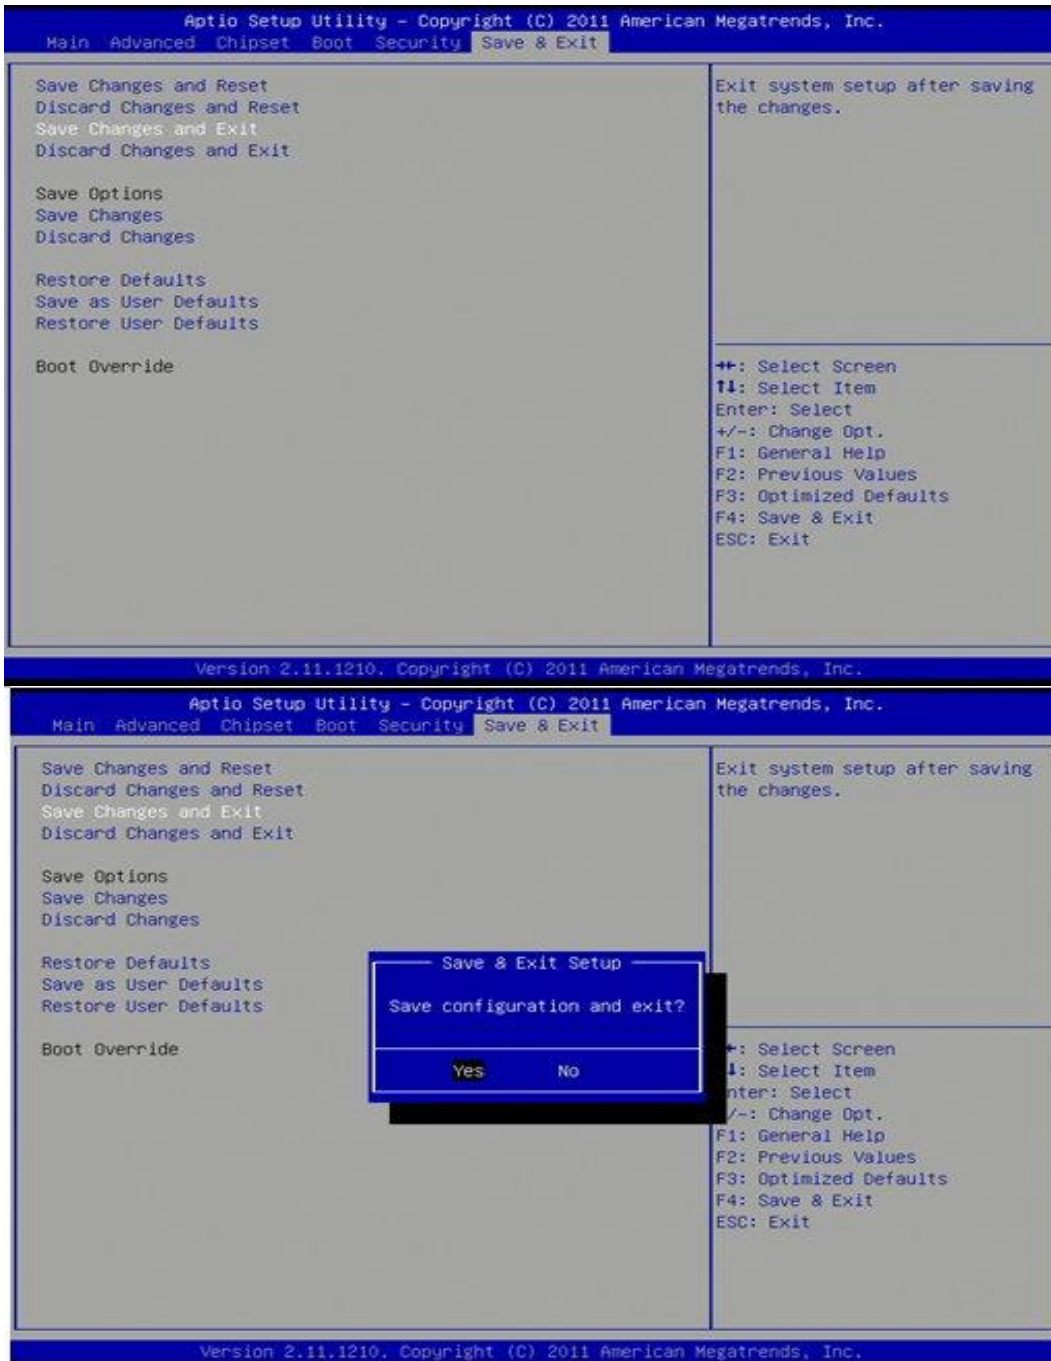 Aptio Setup Utility - Copyright (C) 2011 American Megatrends, Inc.
Main Advanced Chipset Boot Security Save & Exit
Save Changes and Reset
Discard Changes and Reset
Save Changes and Exit
Discard Changes and Exit
Save Options
Save Changes
Discard Changes
Restore Defaults
Save as User Defaults
Restore User Defaults
Boot Override
Exit system setup after saving
the changes.
→←: Select Screen
↑↓: Select Item
Enter: Select
+/-: Change Opt.
F1: General Help
F2: Previous Values
F3: Optimized Defaults
F4: Save & Exit
ESC: Exit
Version 2.11.1210. Copyright (C) 2011 American Megatrends, Inc.
Aptio Setup Utility - Copyright (C) 2011 American Megatrends, Inc.
Main Advanced Chipset Boot Security Save & Exit
Save Changes and Reset
Discard Changes and Reset
Save Changes and Exit
Discard Changes and Exit
Save Options
Save Changes
Discard Changes
Restore Defaults
Save as User Defaults
Restore User Defaults
Boot Override
Save & Exit Setup
Save configuration and exit?
Yes No
Exit system setup after saving
the changes.
←: Select Screen
↓: Select Item
nter: Select
/-: Change Opt.
F1: General Help
F2: Previous Values
F3: Optimized Defaults
F4: Save & Exit
ESC: Exit
Version 2.11.1210. Copyright (C) 2011 American Megatrends, Inc.